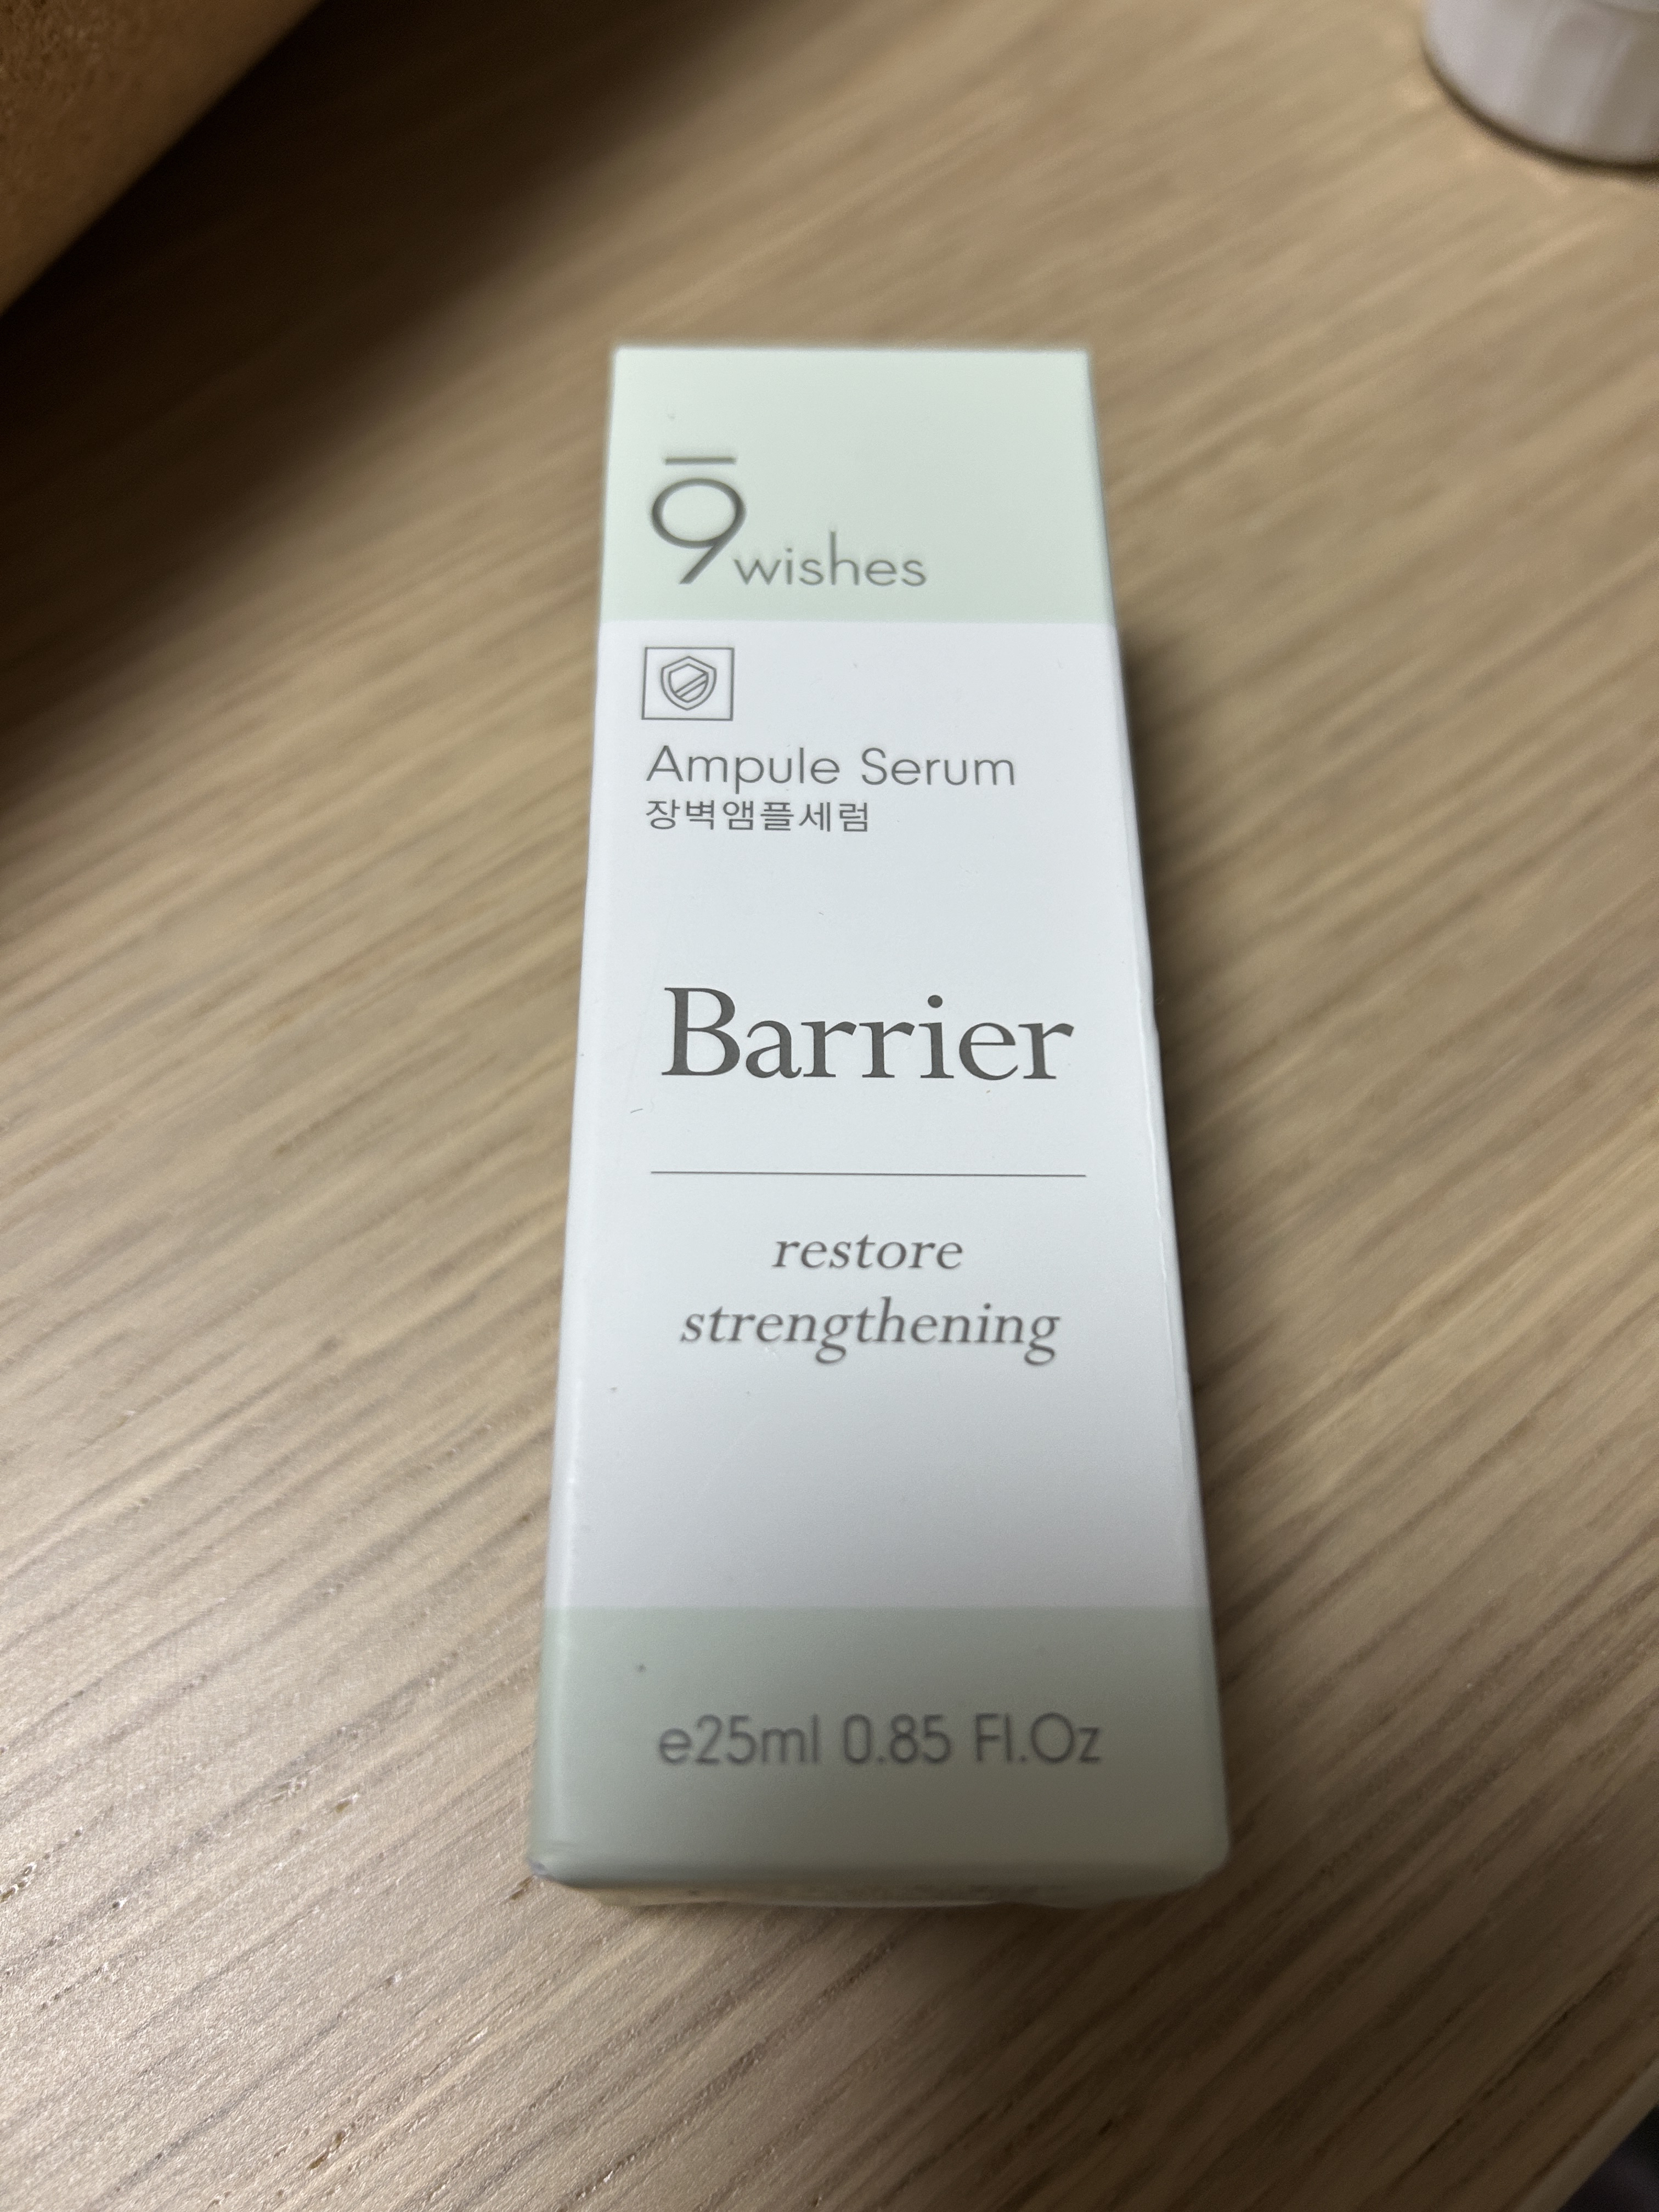 9wishes
Ampule Serum
장벽앰플세럼
Barrier
restore
strengthening
e25ml 0.85 Fl.Oz